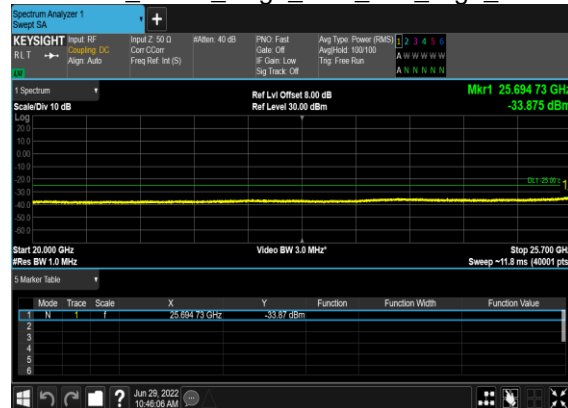 Spectrum Analyzer 1
Swept SA
+
KEYSIGHT
RLT
Input: RF
Coupling: DC
Align: Auto
Input Z: 50 Ω
Corr CCorr
Freq Ref: Int (S)
#Atten: 40 dB
PNO: Fast
Gate: Off
IF Gain: Low
Sig Track: Off
Avg Type: Power (RMS)
Avg|Hold: 100/100
Trig: Free Run
1 2 3 4 5 6
A W W W W W
A N N N N N
1 Spectrum
Scale/Div 10 dB
Ref Lvl Offset 8.00 dB
Ref Level 30.00 dBm
Mkr1 25.694 73 GHz
-33.875 dBm
Log
20.0
10.0
0.00
-10.0
-20.0
-30.0
-40.0
-50.0
-60.0
1
Start 20.000 GHz
#Res BW 1.0 MHz
Video BW 3.0 MHz*
Stop 25.700 GHz
Sweep ~11.8 ms (40001 pts)
5 Marker Table
Mode Trace Scale X Y Function Function Width Function Value
1 N 1 f 25.694 73 GHz -33.87 dBm
2
3
4
5
6
?
Jun 29, 2022
10:46:06 AM